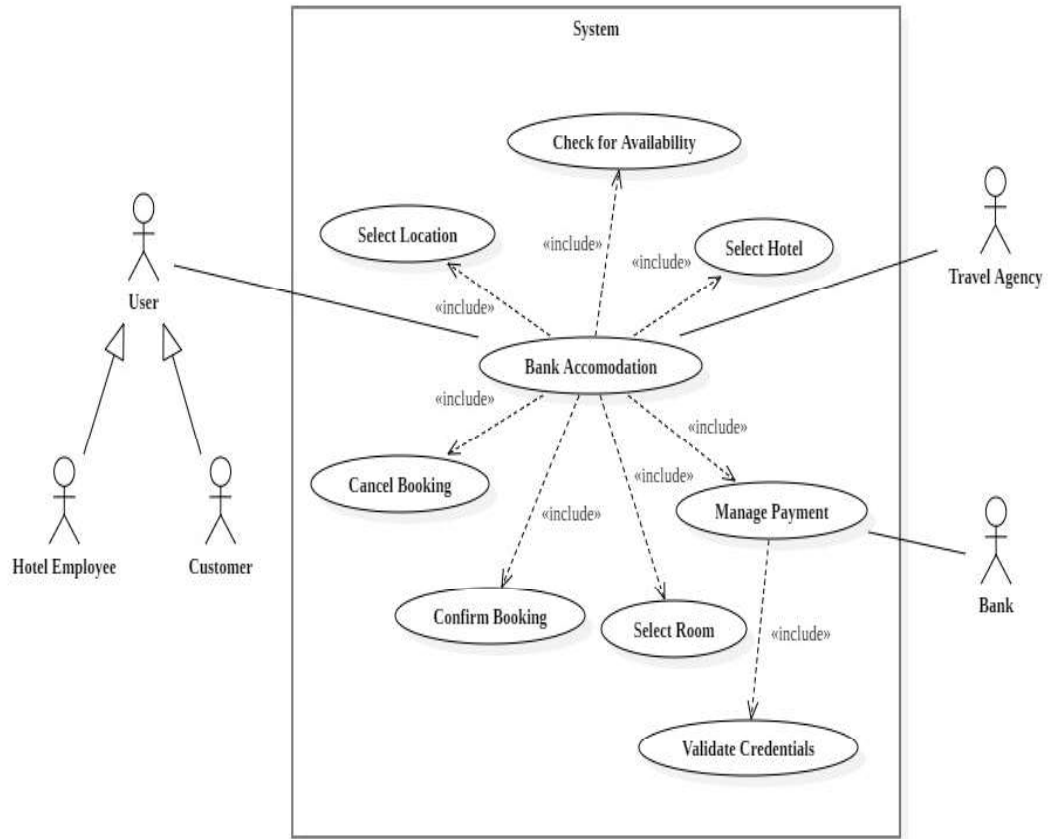 System
Check for Availability
Select Location
«include»
Select Hotel
«include»
User
Travel Agency
«include»
Bank Accomodation
«include»
«include»
«include»
Cancel Booking
Manage Payment
«include»
Hotel Employee
Customer
Confirm Booking
Select Room
Bank
«include»
Validate Credentials